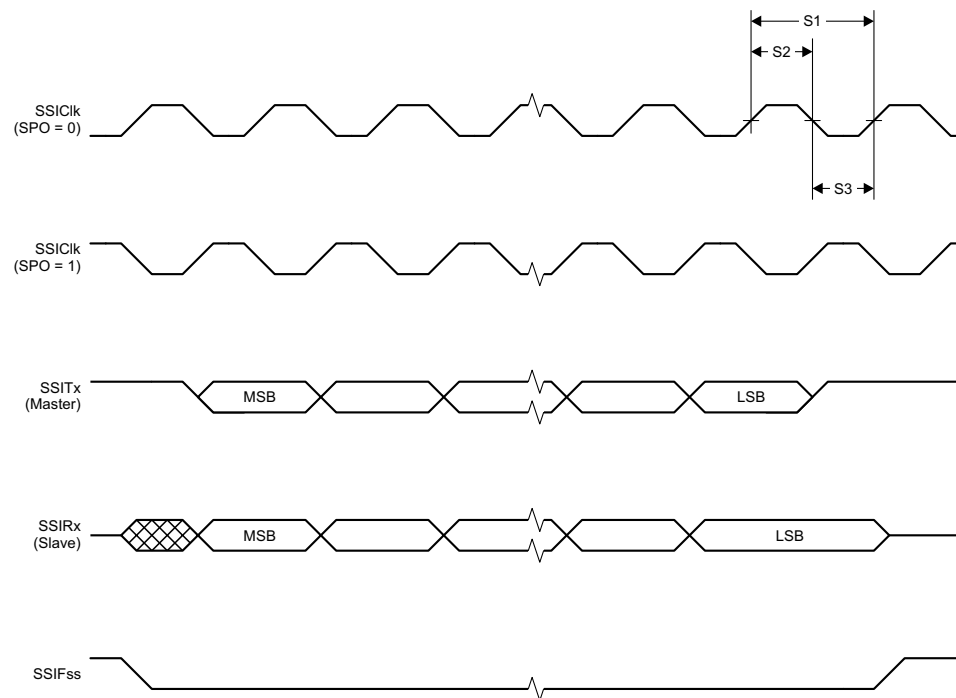 S1
S2
SSIClk
(SPO = 0)
S3
SSIClk
(SPO = 1)
SSITx
(Master)
MSB
LSB
SSIRx
(Slave)
MSB
LSB
SSIFss